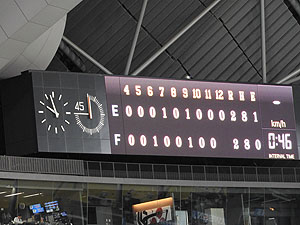 4 5 6 7 8 9 10 11 12 R H E
45
E 0 0 0 1 0 1 0 0 0 2 8 1
km/h
0:46
F 0 0 1 0 0 1 0 0 2 8 0
INTERVAL TIME